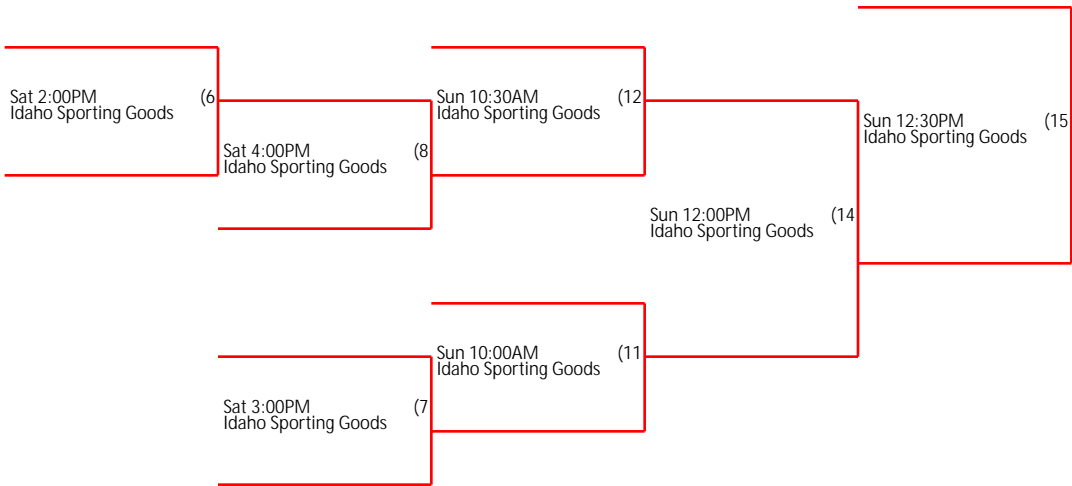 Sat 2:00PM (6
Idaho Sporting Goods
Sat 4:00PM (8
Idaho Sporting Goods
Sun 10:30AM (12
Idaho Sporting Goods
Sun 12:30PM (15
Idaho Sporting Goods
Sun 12:00PM (14
Idaho Sporting Goods
Sun 10:00AM (11
Idaho Sporting Goods
Sat 3:00PM (7
Idaho Sporting Goods